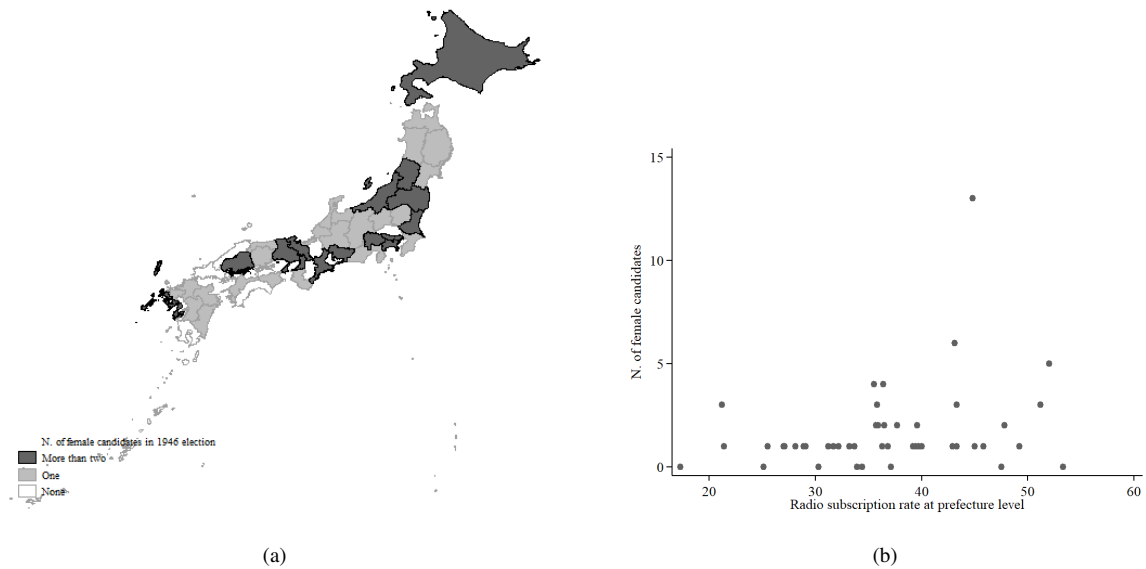 N. of female candidates in 1946 election
More than two
One
None
(a)
N. of female candidates
15
10
5
0
20 30 40 50 60
Radio subscription rate at prefecture level
(b)